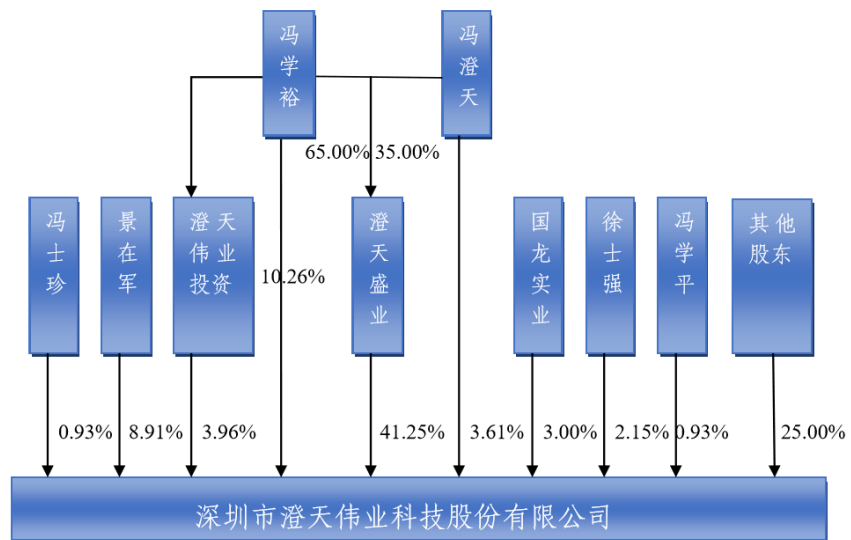 冯学裕
冯澄天
65.00%
35.00%
冯士珍
景在军
澄天
伟业
投资
10.26%
澄天盛业
国龙实业
徐士强
冯学平
其他
股东
0.93%
8.91%
3.96%
41.25%
3.61%
3.00%
2.15%
0.93%
25.00%
深圳市澄天伟业科技股份有限公司